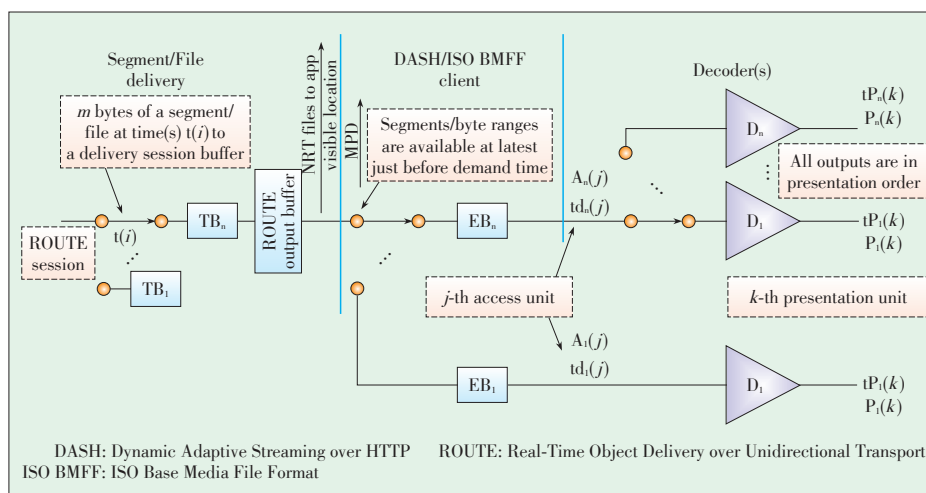 Segment/File
delivery
m bytes of a segment/
file at time(s) t(i) to
a delivery session buffer
ROUTE
session
t(i)
...
TBn
TB1
ROUTE
output buffer
NRT files to app
visible location
MPD
DASH/ISO BMFF
client
Segments/byte ranges
are available at latest
just before demand time
...
EBn
EB1
An(j)
tdn(j)
j-th access unit
A1(j)
td1(j)
Decoder(s)
...
Dn
tPn(k)
Pn(k)
...
All outputs are in
presentation order
D1
tP1(k)
P1(k)
k-th presentation unit
D1
tP1(k)
P1(k)
DASH: Dynamic Adaptive Streaming over HTTP
ROUTE: Real-Time Object Delivery over Unidirectional Transport
ISO BMFF: ISO Base Media File Format